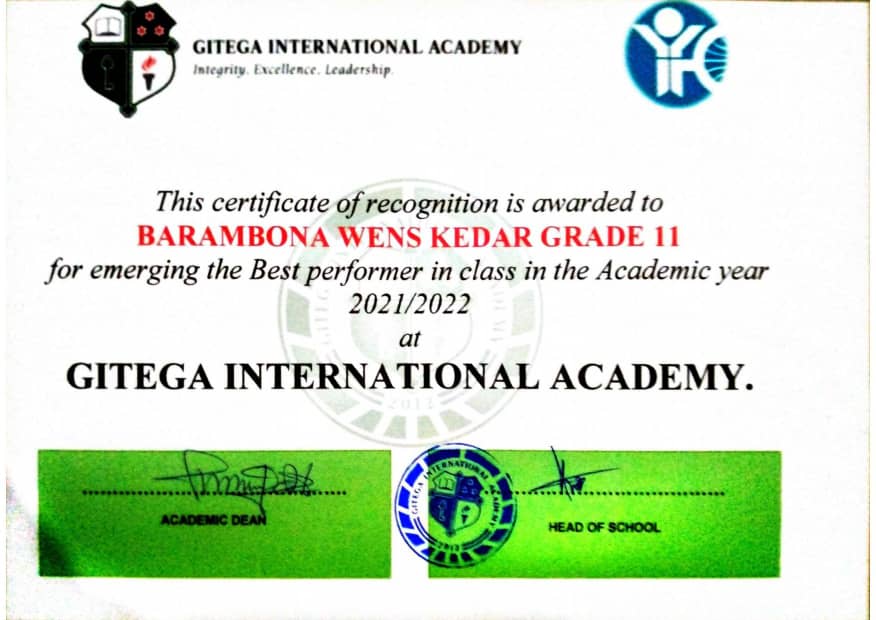 GITEGA INTERNATIONAL ACADEMY
Integrity. Excellence. Leadership.
This certificate of recognition is awarded to
BARAMBONA WENS KEDAR GRADE 11
for emerging the Best performer in class in the Academic year
2021/2022
at
GITEGA INTERNATIONAL ACADEMY.
2012
ACADEMIC DEAN
GITEGA INTERNATIONAL ACADEMY
2012
HEAD OF SCHOOL